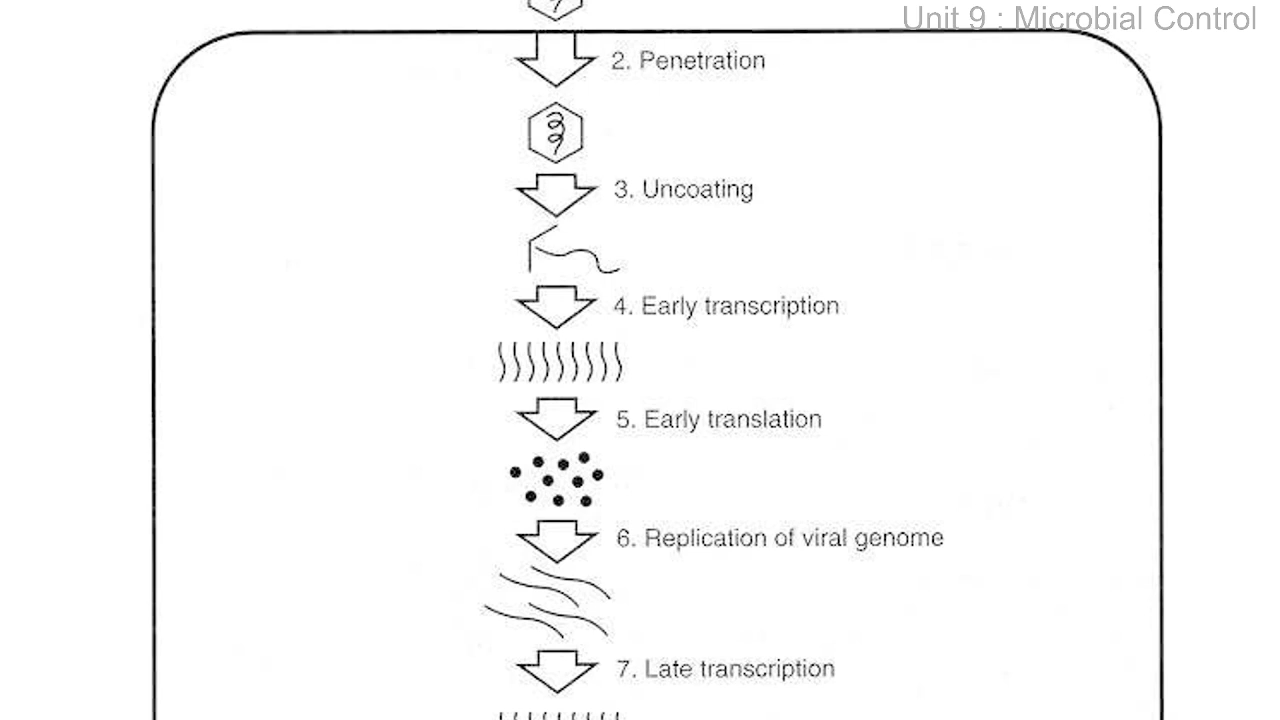 Unit 9 : Microbial Control
2. Penetration
3. Uncoating
4. Early transcription
5. Early translation
6. Replication of viral genome
7. Late transcription